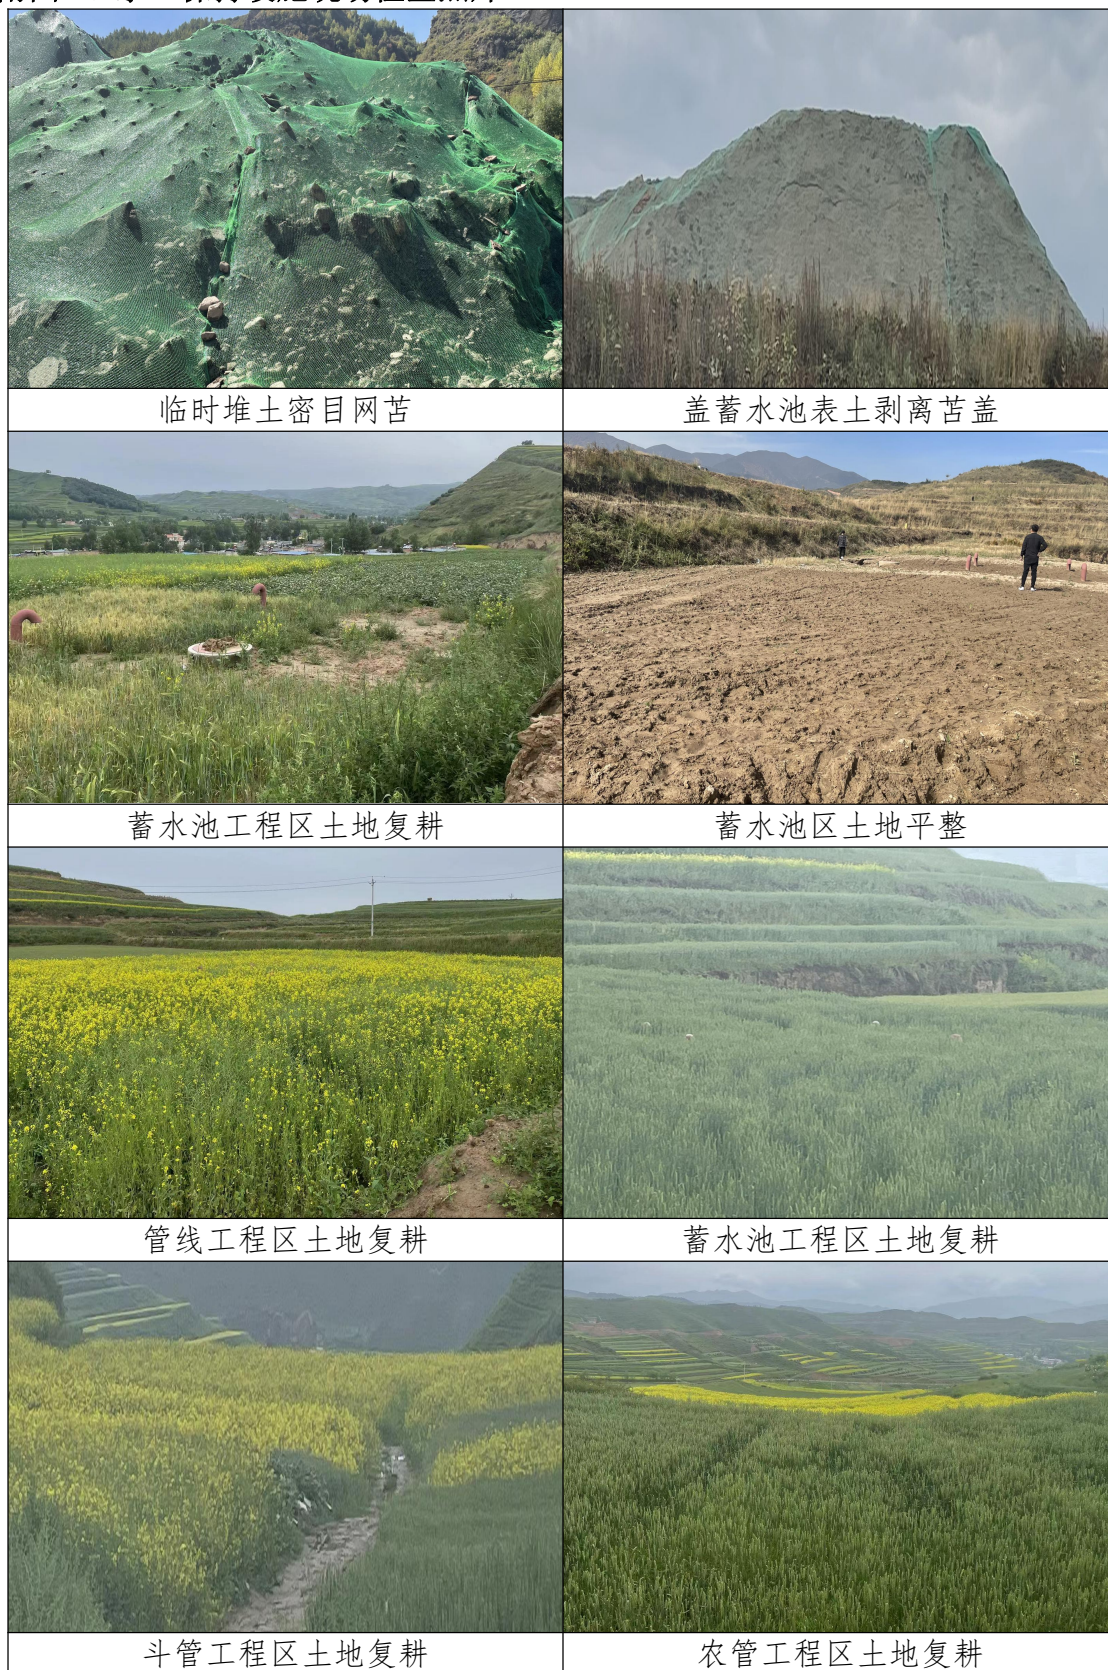 临时堆土密目网苫
盖蓄水池表土剥离苫盖
蓄水池工程区土地复耕
蓄水池区土地平整
管线工程区土地复耕
蓄水池工程区土地复耕
斗管工程区土地复耕
农管工程区土地复耕